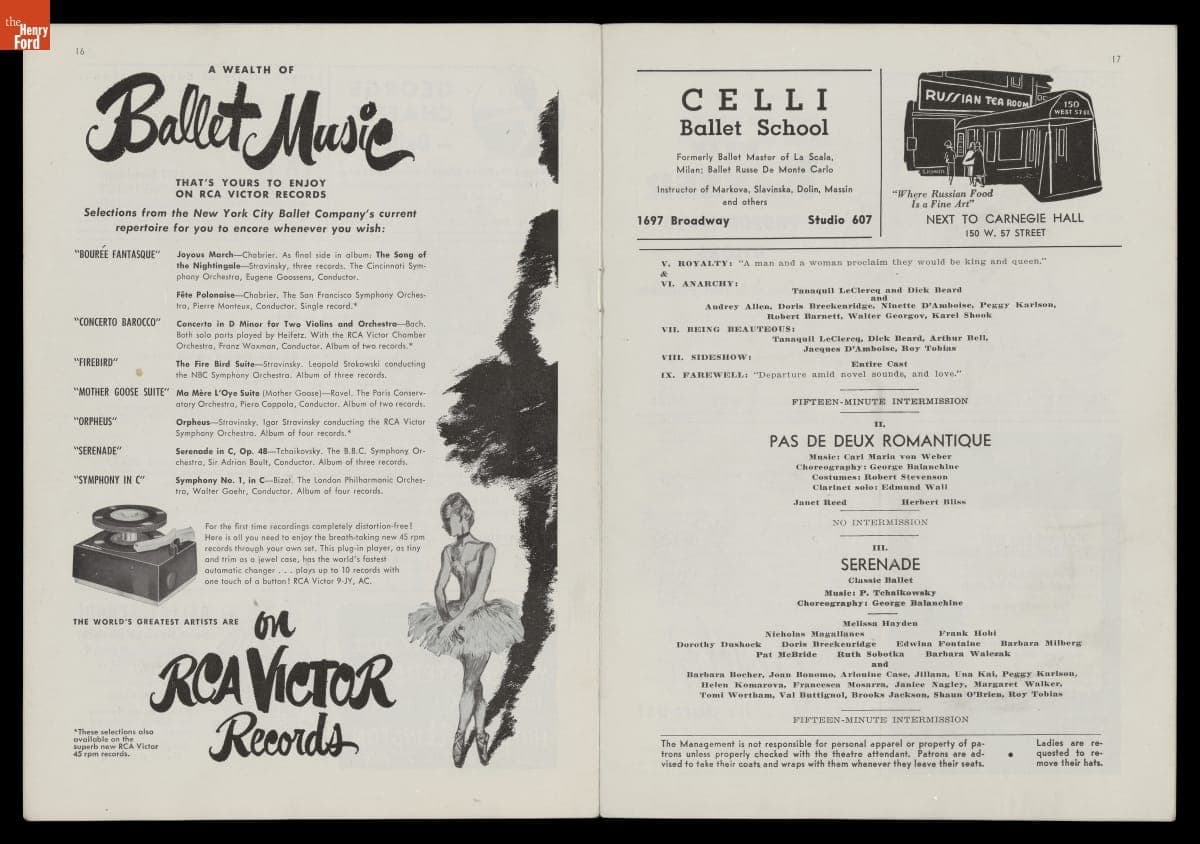 the
Henry
Ford
16
A WEALTH OF
Ballet Music
THAT'S YOURS TO ENJOY
ON RCA VICTOR RECORDS
Selections from the New York City Ballet Company's current
repertoire for you to encore whenever you wish:
"BOURÉE FANTASQUE" Joyous March—Chabrier. As final side in album: The Song of
the Nightingale—Stravinsky, three records. The Cincinnati Sym-
phony Orchestra, Eugene Goossens, Conductor.
Fête Polonaise—Chabrier. The San Francisco Symphony Orches-
tra, Pierre Monteux, Conductor. Single record.*
"CONCERTO BAROCCO" Concerto in D Minor for Two Violins and Orchestra—Bach.
Both solo parts played by Heifetz. With the RCA Victor Chamber
Orchestra, Franz Waxman, Conductor. Album of two records.*
"FIREBIRD" The Fire Bird Suite—Stravinsky. Leopold Stokowski conducting
the NBC Symphony Orchestra. Album of three records.
"MOTHER GOOSE SUITE" Ma Mère L'Oye Suite (Mother Goose)—Ravel. The Paris Conserv-
atory Orchestra, Piero Coppola, Conductor. Album of two records.
"ORPHEUS" Orpheus—Stravinsky. Igor Stravinsky conducting the RCA Victor
Symphony Orchestra. Album of four records.*
"SERENADE" Serenade in C, Op. 48—Tchaikovsky. The B.B.C. Symphony Or-
chestra, Sir Adrian Boult, Conductor. Album of three records.
"SYMPHONY IN C" Symphony No. 1, in C—Bizet. The London Philharmonic Orches-
tra, Walter Goehr, Conductor. Album of four records.
For the first time recordings completely distortion-free!
Here is all you need to enjoy the breath-taking new 45 rpm
records through your own set. This plug-in player, as tiny
and trim as a jewel case, has the world's fastest
automatic changer . . . plays up to 10 records with
one touch of a button! RCA Victor 9-JY, AC.
THE WORLD'S GREATEST ARTISTS ARE on
RCA VICTOR
Records
*These selections also
available on the
superb new RCA Victor
45 rpm records.
17
CELLI
Ballet School
Formerly Ballet Master of La Scala,
Milan; Ballet Russe De Monte Carlo
Instructor of Markova, Slavinska, Dolin, Massin
and others
1697 Broadway Studio 607
RUSSIAN TEA ROOM
150
WEST 57 ST
"Where Russian Food
Is a Fine Art"
NEXT TO CARNEGIE HALL
150 W. 57 STREET
V. ROYALTY: "A man and a woman proclaim they would be king and queen."
&
VI. ANARCHY:
Tanaquil LeClercq and Dick Beard
and
Audrey Allen, Doris Breckenridge, Ninette D'Amboise, Peggy Karlson,
Robert Barnett, Walter Georgov, Karel Shook
VII. BEING BEAUTEOUS:
Tanaquil LeClercq, Dick Beard, Arthur Bell,
Jacques D'Amboise, Roy Tobias
VIII. SIDESHOW:
Entire Cast
IX. FAREWELL: "Departure amid novel sounds, and love."
FIFTEEN-MINUTE INTERMISSION
II.
PAS DE DEUX ROMANTIQUE
Music: Carl Maria von Weber
Choreography: George Balanchine
Costumes: Robert Stevenson
Clarinet solo: Edmund Wall
Janet Reed Herbert Bliss
NO INTERMISSION
III.
SERENADE
Classic Ballet
Music: P. Tchaikowsky
Choreography: George Balanchine
Melissa Hayden
Nicholas Magallanes Frank Hobi
Dorothy Dushock Doris Breckenridge Edwina Fontaine Barbara Milberg
Pat McBride Ruth Sobotka Barbara Walczak
and
Barbara Bocher, Joan Bonomo, Arlouine Case, Jillana, Una Kai, Peggy Karlson,
Helen Komarova, Francesca Mosarra, Janice Nagley, Margaret Walker,
Tomi Wortham, Val Buttignol, Brooks Jackson, Shaun O'Brien, Roy Tobias
FIFTEEN-MINUTE INTERMISSION
The Management is not responsible for personal apparel or property of pa-
trons unless properly checked with the theatre attendant. Patrons are ad-
vised to take their coats and wraps with them whenever they leave their seats.
•
Ladies are re-
quested to re-
move their hats.